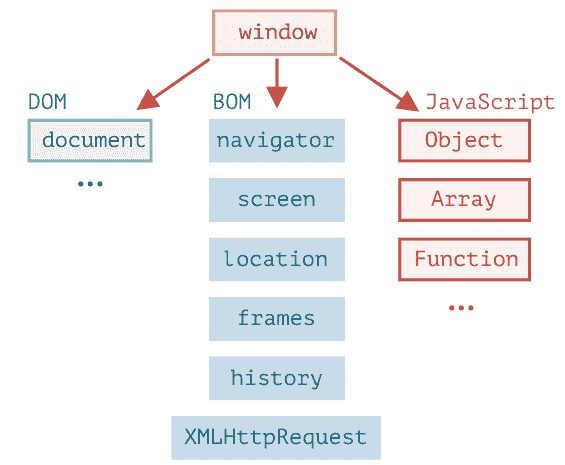 window
DOM
document
...
BOM
navigator
screen
location
frames
history
XMLHttpRequest
JavaScript
Object
Array
Function
...